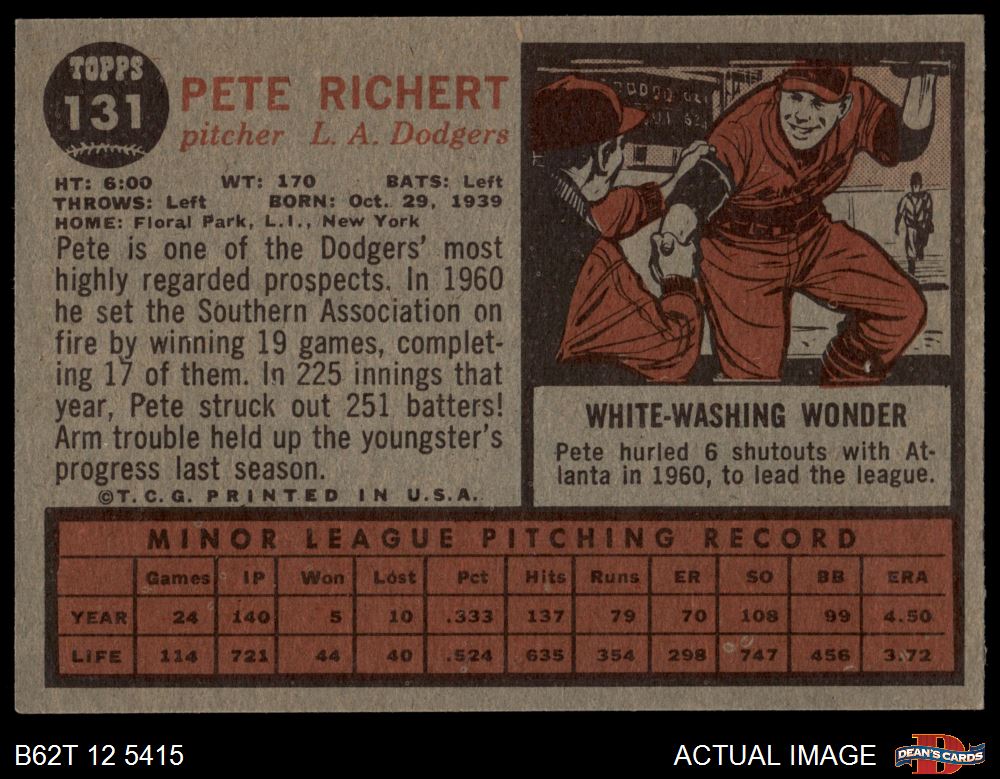 TOPPS
131
PETE RICHERT
pitcher L. A. Dodgers
HT: 6:00 WT: 170 BATS: Left
THROWS: Left BORN: Oct. 29, 1939
HOME: Floral Park, L.I., New York
Pete is one of the Dodgers' most
highly regarded prospects. In 1960
he set the Southern Association on
fire by winning 19 games, complet-
ing 17 of them. In 225 innings that
year, Pete struck out 251 batters!
Arm trouble held up the youngster's
progress last season.
©T.C.G. PRINTED IN U.S.A.
WHITE-WASHING WONDER
Pete hurled 6 shutouts with At-
lanta in 1960, to lead the league.
MINOR LEAGUE PITCHING RECORD
Games IP Won Lost Pct Hits Runs ER SO BB ERA
YEAR 24 140 5 10 .333 137 79 70 108 99 4.50
LIFE 114 721 44 40 .524 635 354 298 747 456 3.72
B62T 12 5415
ACTUAL IMAGE
DEAN'S CARDS